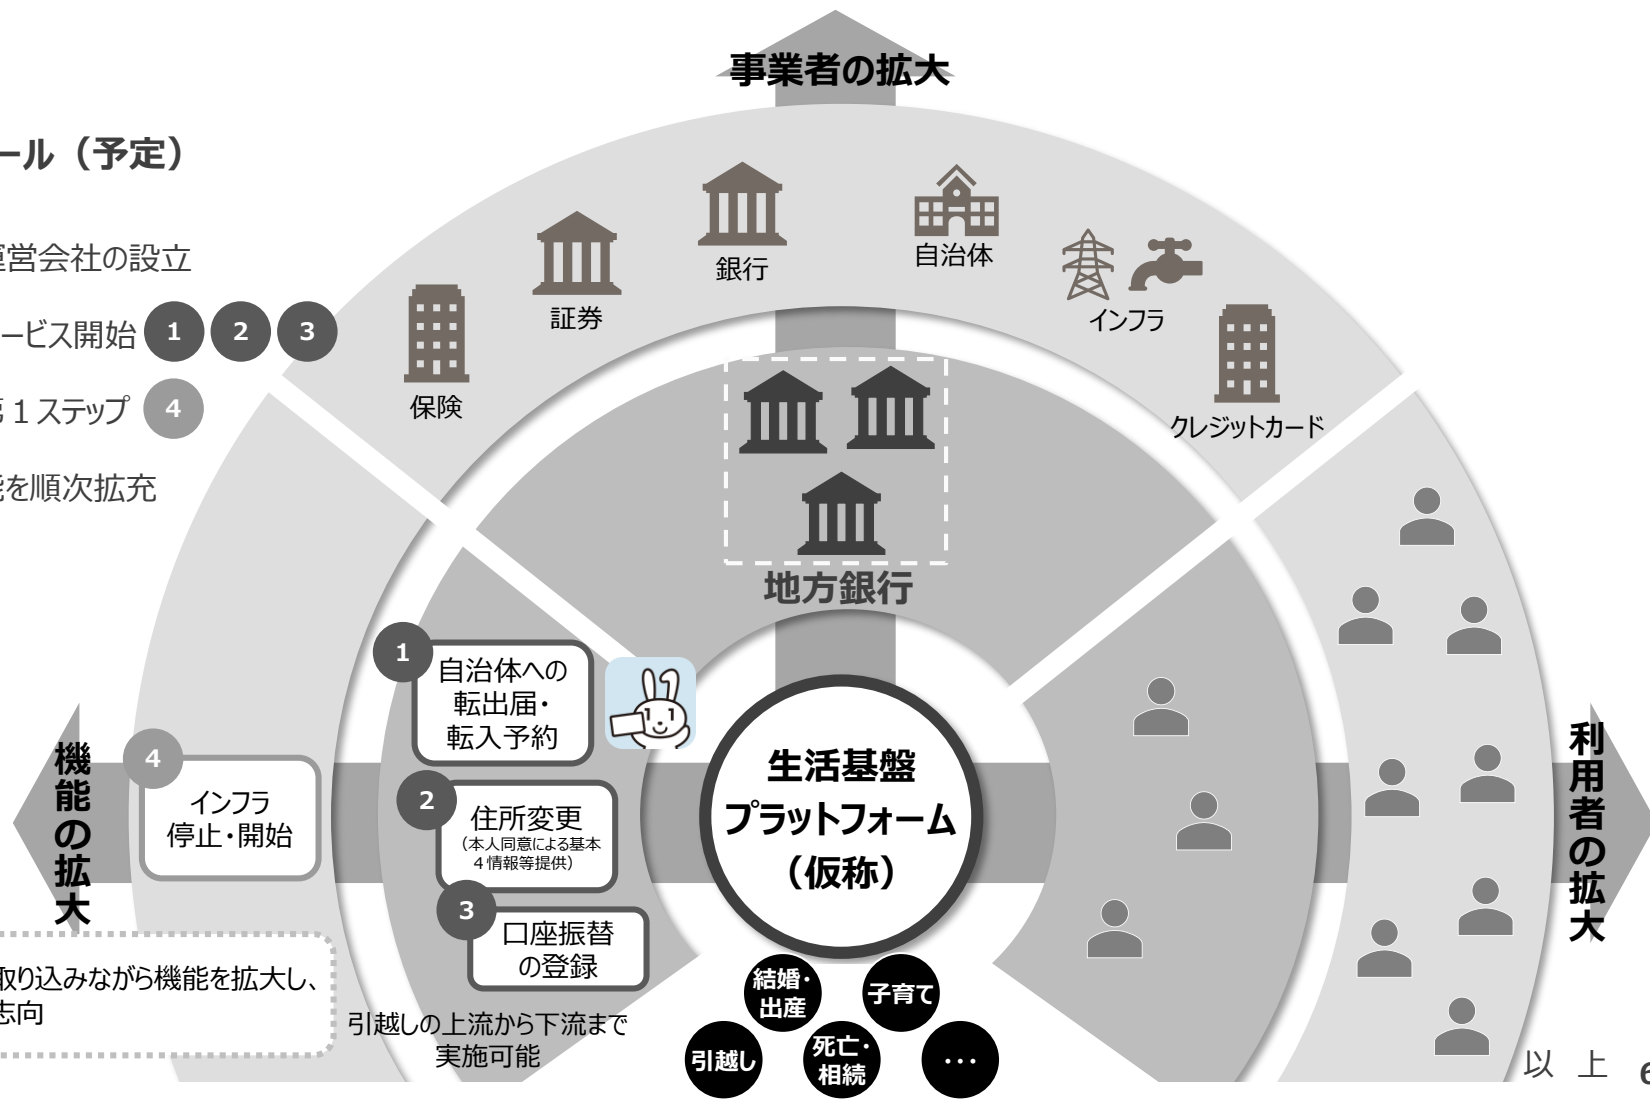 事業者の拡大
ール（予定）
運営会社の設立
ービス開始 1 2 3
第１ステップ 4
能を順次拡充
保険
証券
銀行
自治体
インフラ
クレジットカード
地方銀行
1
自治体への
転出届・
転入予約
2
住所変更
（本人同意による基本
４情報等提供）
3
口座振替
の登録
4
インフラ
停止・開始
機能の拡大
利用者の拡大
生活基盤
プラットフォーム
（仮称）
取り込みながら機能を拡大し、
志向
引越しの上流から下流まで
実施可能
結婚・
出産
子育て
引越し
死亡・
相続
・・・
以 上
6